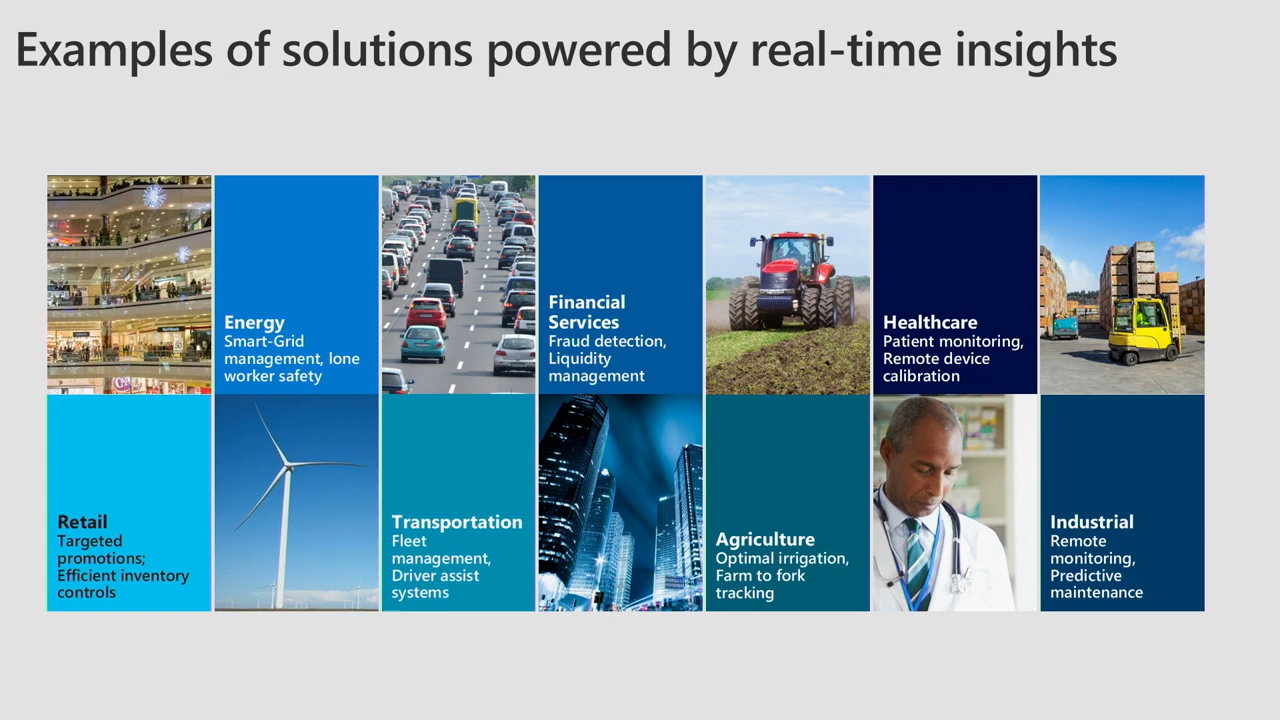 Examples of solutions powered by real-time insights
Energy
Smart-Grid
management, lone
worker safety
Financial
Services
Fraud detection,
Liquidity
management
Healthcare
Patient monitoring,
Remote device
calibration
Retail
Targeted
promotions;
Efficient inventory
controls
Transportation
Fleet
management,
Driver assist
systems
Agriculture
Optimal irrigation,
Farm to fork
tracking
Industrial
Remote
monitoring,
Predictive
maintenance